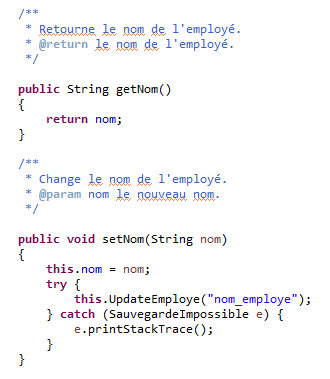 /**
 * Retourne le nom de l'employé.
 * @return le nom de l'employé.
 */
public String getNom()
{
    return nom;
}
/**
 * Change le nom de l'employé.
 * @param nom le nouveau nom.
 */
public void setNom(String nom)
{
    this.nom = nom;
    try {
        this.UpdateEmploye("nom_employe");
    } catch (SauvegardeImpossible e) {
        e.printStackTrace();
    }
}